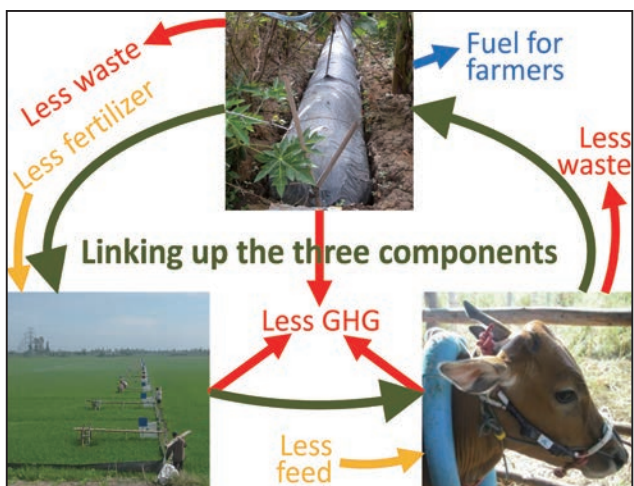 Less waste
Fuel for
farmers
Less fertilizer
Less
waste
Linking up the three components
Less GHG
Less
feed